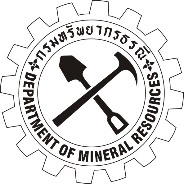 กรมทรัพยากรธรณี
DEPARTMENT OF MINERAL RESOURCES